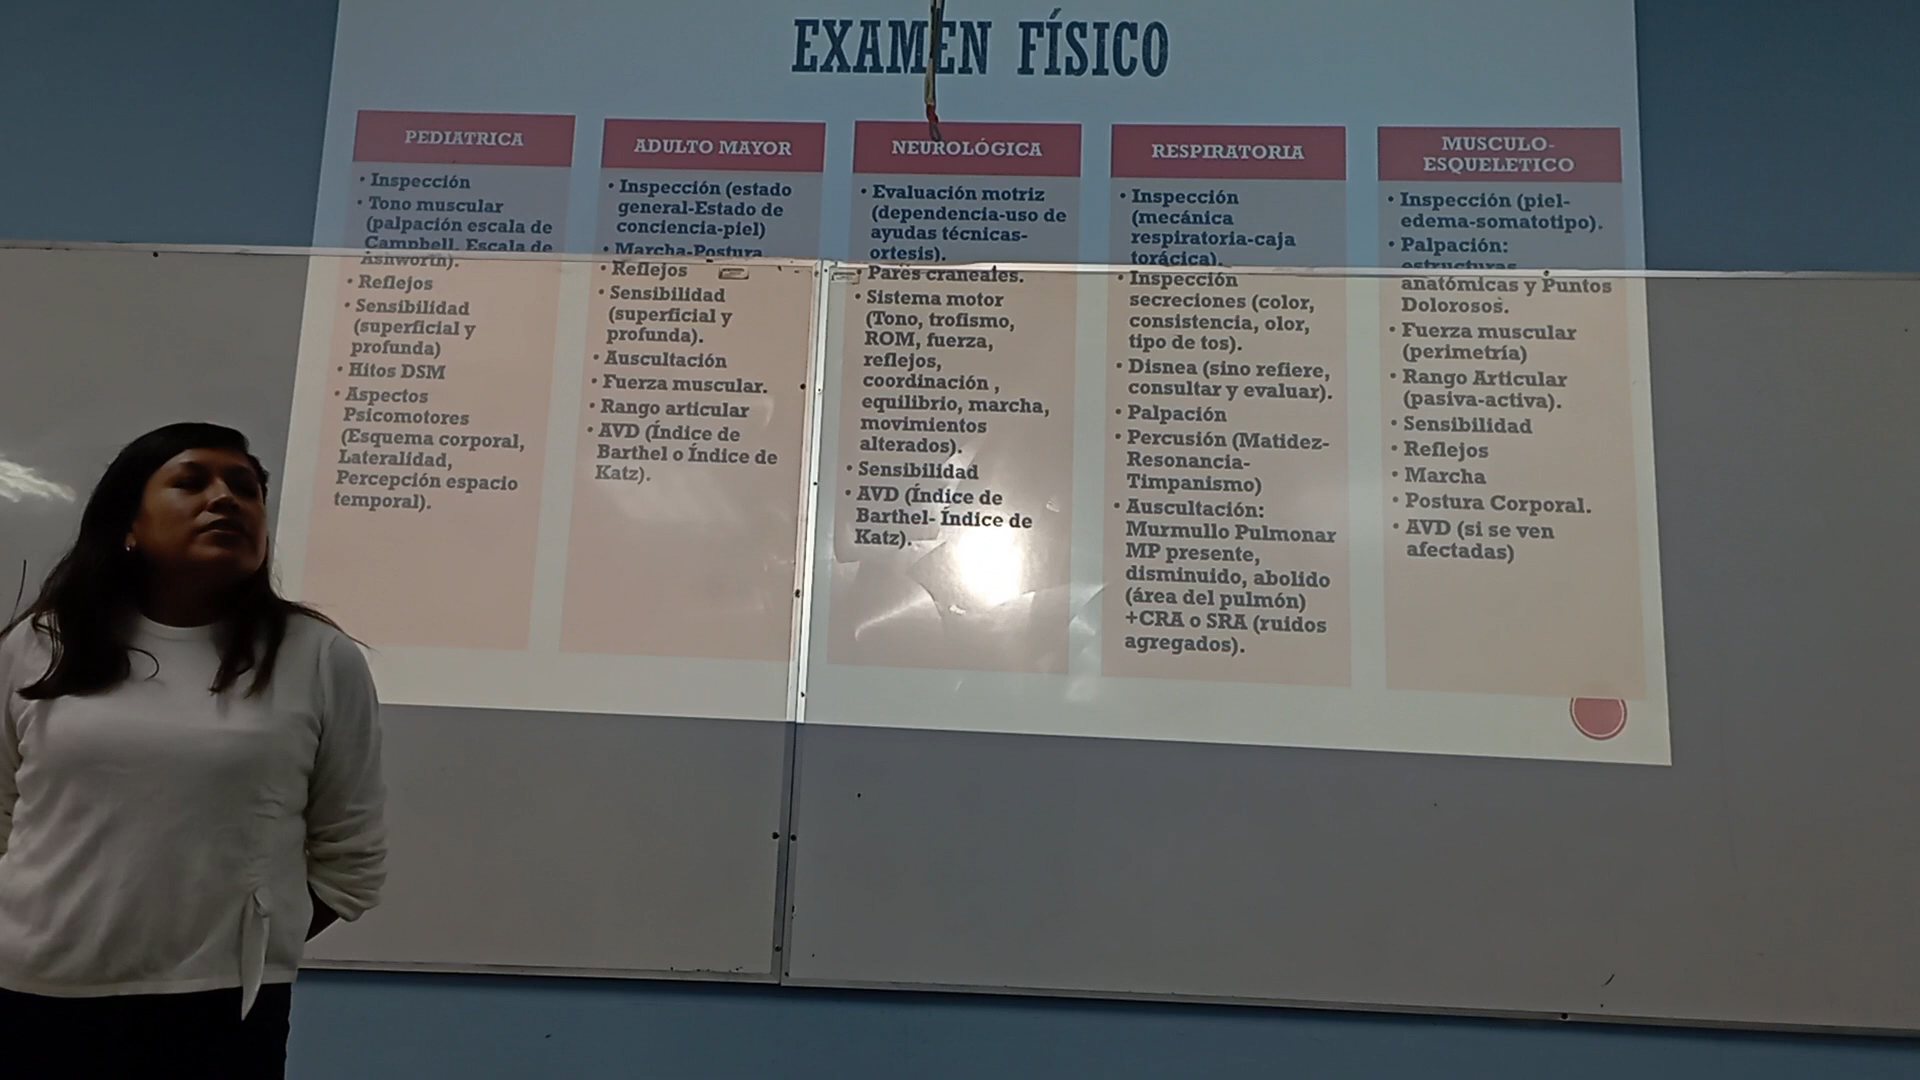 EXAMEN FÍSICO
PEDIATRICA
• Inspección
• Tono muscular
(palpación escala de
Campbell. Escala de
Ashworth).
• Reflejos
• Sensibilidad
(superficial y
profunda)
• Hitos DSM
• Aspectos
Psicomotores
(Esquema corporal,
Lateralidad,
Percepción espacio
temporal).
ADULTO MAYOR
• Inspección (estado
general-Estado de
conciencia-piel)
• Marcha-Postura
• Reflejos
• Sensibilidad
(superficial y
profunda).
• Auscultación
• Fuerza muscular.
• Rango articular
• AVD (Índice de
Barthel o Índice de
Katz).
NEUROLÓGICA
• Evaluación motriz
(dependencia-uso de
ayudas técnicas-
ortesis).
• Pares craneales.
• Sistema motor
(Tono, trofismo,
ROM, fuerza,
reflejos,
coordinación ,
equilibrio, marcha,
movimientos
alterados).
• Sensibilidad
• AVD (Índice de
Barthel- Índice de
Katz).
RESPIRATORIA
• Inspección
(mecánica
respiratoria-caja
torácica).
• Inspección
secreciones (color,
consistencia, olor,
tipo de tos).
• Disnea (sino refiere,
consultar y evaluar).
• Palpación
• Percusión (Matidez-
Resonancia-
Timpanismo)
• Auscultación:
Murmullo Pulmonar
MP presente,
disminuido, abolido
(área del pulmón)
+CRA o SRA (ruidos
agregados).
MUSCULO-
ESQUELETICO
• Inspección (piel-
edema-somatotipo).
• Palpación:
estructuras
anatómicas y Puntos
Dolorosos.
• Fuerza muscular
(perimetría)
• Rango Articular
(pasiva-activa).
• Sensibilidad
• Reflejos
• Marcha
• Postura Corporal.
• AVD (si se ven
afectadas)